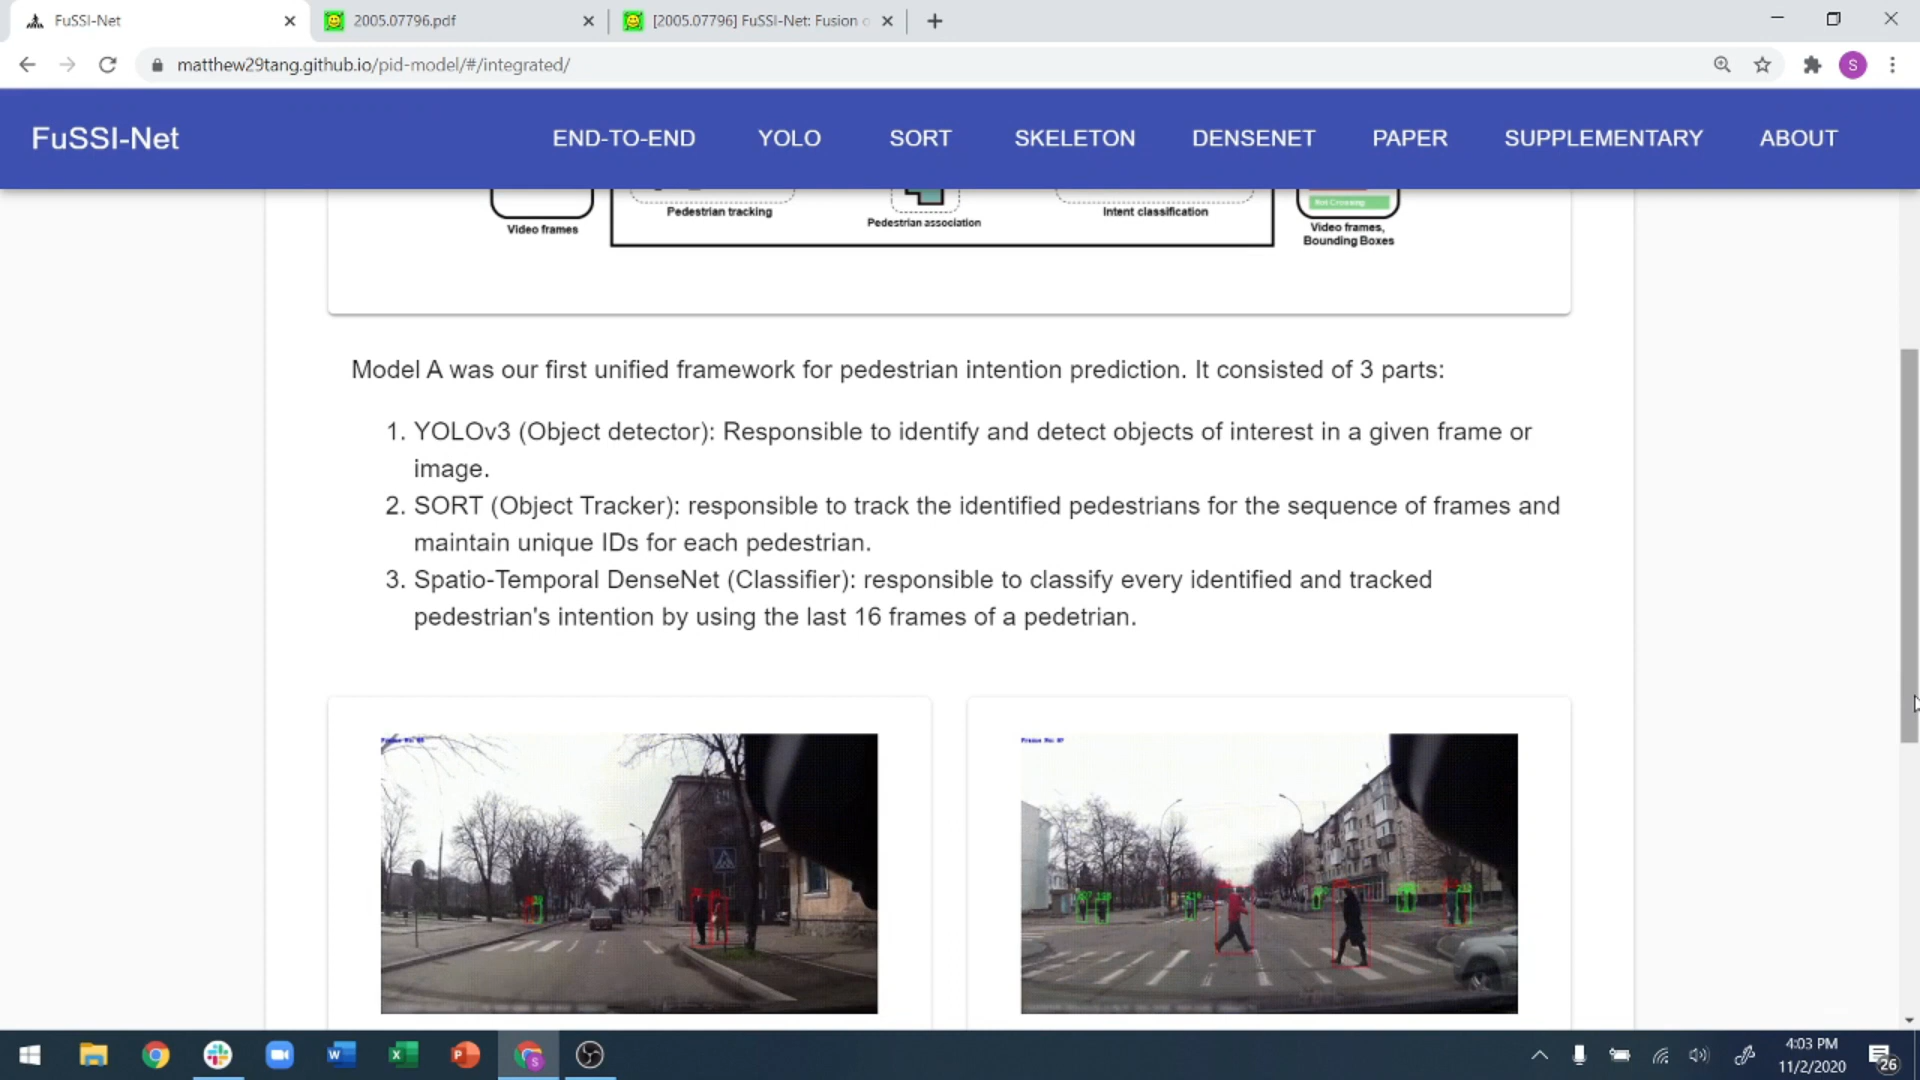 FuSSI-Net
2005.07796.pdf
[2005.07796] FuSSI-Net: Fusion o
matthew29tang.github.io/pid-model/#/integrated/
S
FuSSI-Net
END-TO-END
YOLO
SORT
SKELETON
DENSENET
PAPER
SUPPLEMENTARY
ABOUT
Video frames
Pedestrian tracking
Pedestrian association
Intent classification
Not Crossing
Video frames,
Bounding Boxes
Model A was our first unified framework for pedestrian intention prediction. It consisted of 3 parts:
1. YOLOv3 (Object detector): Responsible to identify and detect objects of interest in a given frame or
image.
2. SORT (Object Tracker): responsible to track the identified pedestrians for the sequence of frames and
maintain unique IDs for each pedestrian.
3. Spatio-Temporal DenseNet (Classifier): responsible to classify every identified and tracked
pedestrian's intention by using the last 16 frames of a pedetrian.
4:03 PM
11/2/2020
26